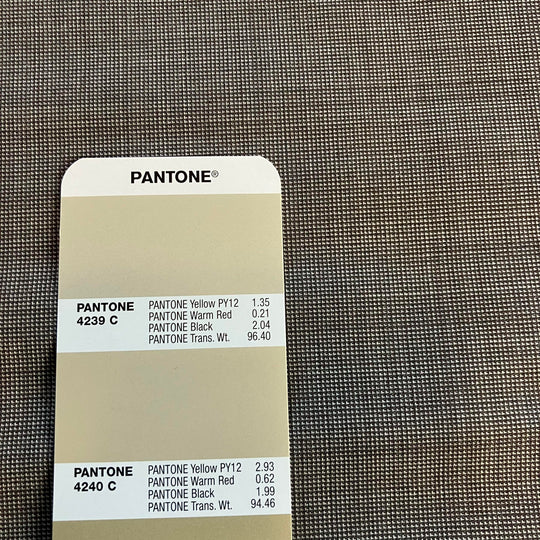 PANTONE®
PANTONE
4239 C
PANTONE Yellow PY12 1.35
PANTONE Warm Red 0.21
PANTONE Black 2.04
PANTONE Trans. Wt. 96.40
PANTONE
4240 C
PANTONE Yellow PY12 2.93
PANTONE Warm Red 0.62
PANTONE Black 1.99
PANTONE Trans. Wt. 94.46